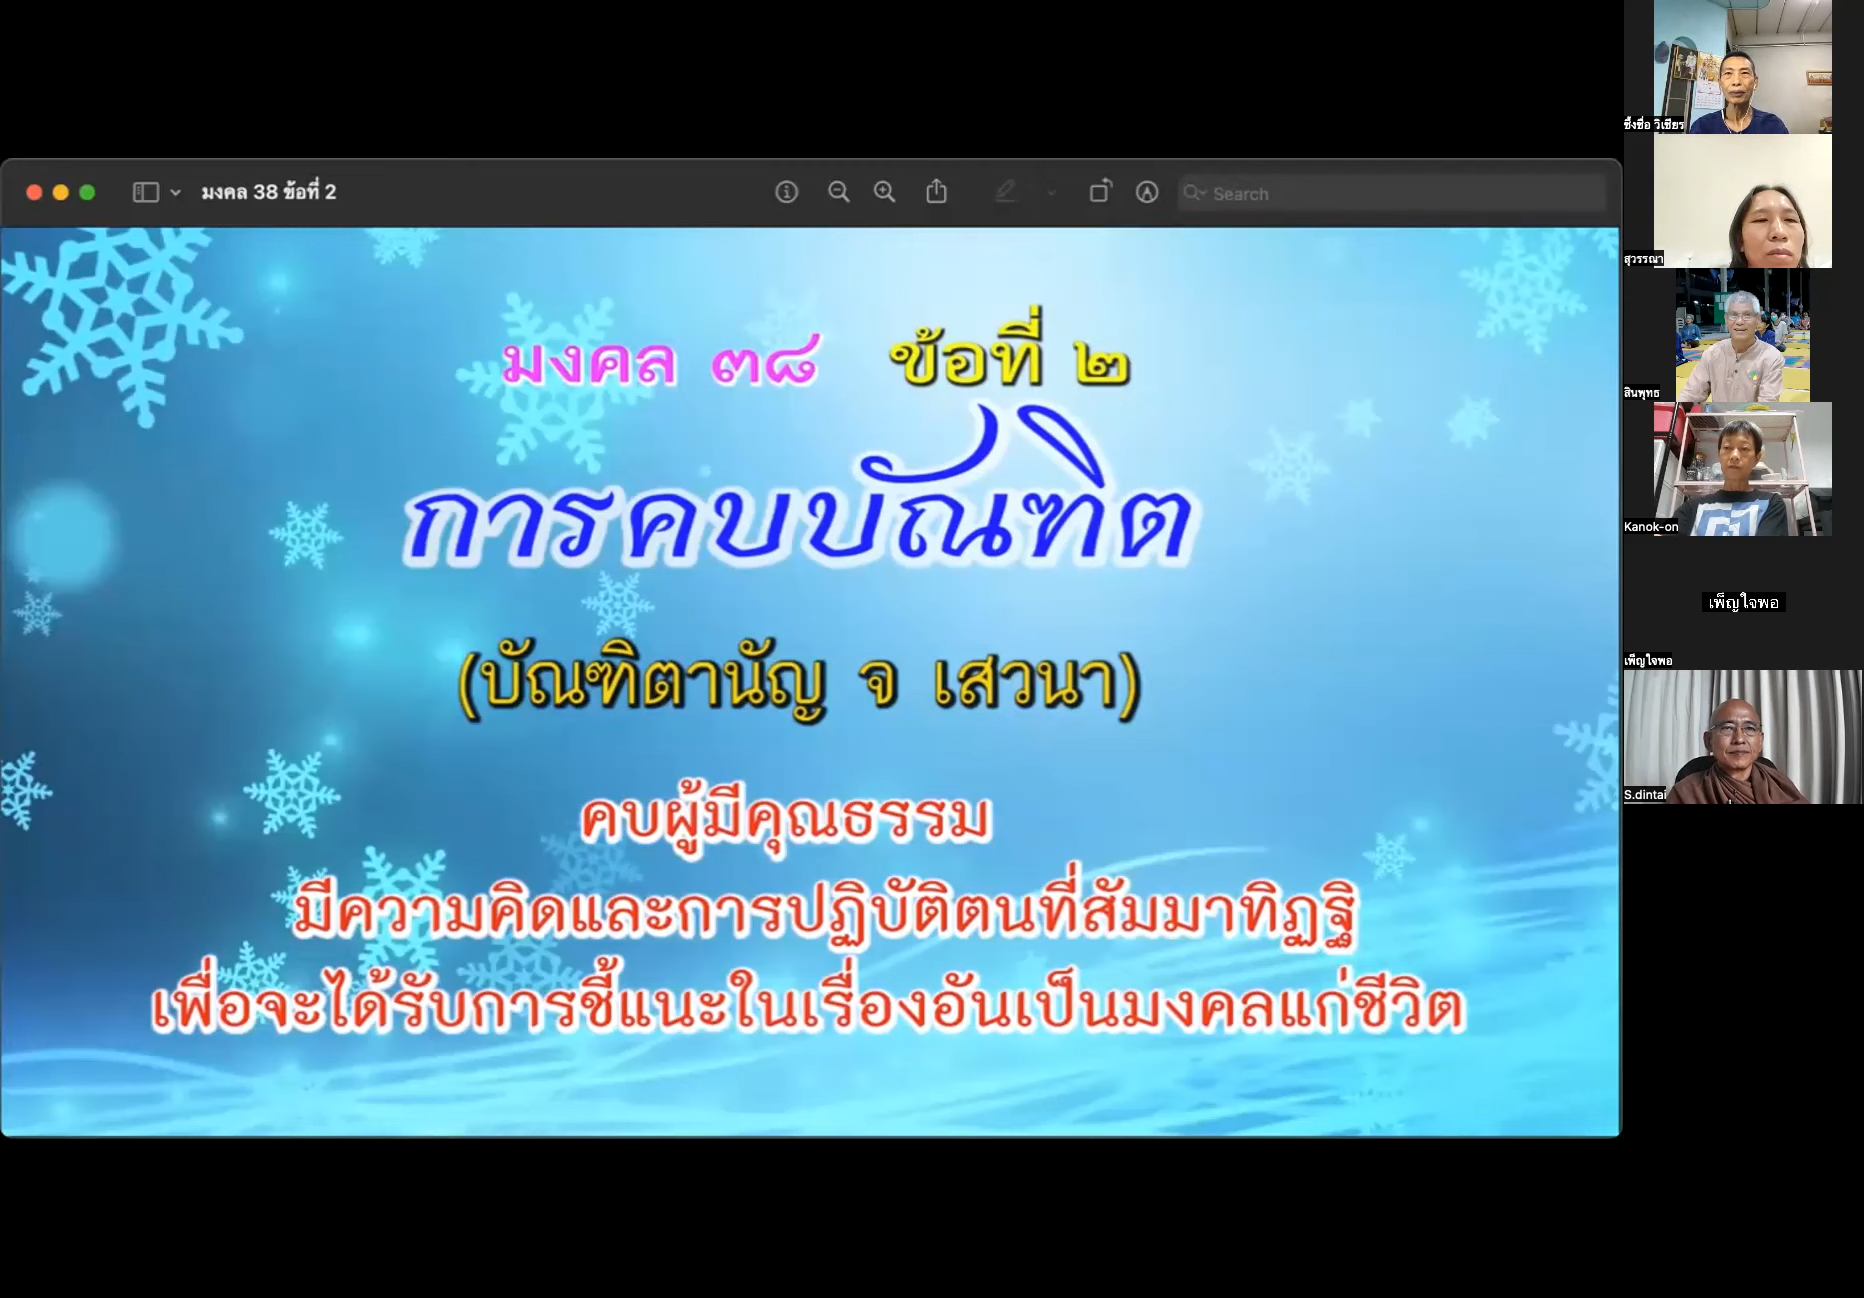 มงคล 38 ข้อที่ 2
Search
มงคล ๓๘ ข้อที่ ๒
การคบบัณฑิต
(บัณฑิตานัญ จ เสวนา)
คบผู้มีคุณธรรม
มีความคิดและการปฏิบัติตนที่สัมมาทิฏฐิ
เพื่อจะได้รับการชี้แนะในเรื่องอันเป็นมงคลแก่ชีวิต
ซึ้งซื่อ วิเชียร
สุวรรณา
สินพุทธ
Kanok-on
เพ็ญใจพอ
เพ็ญใจพอ
S.dintai